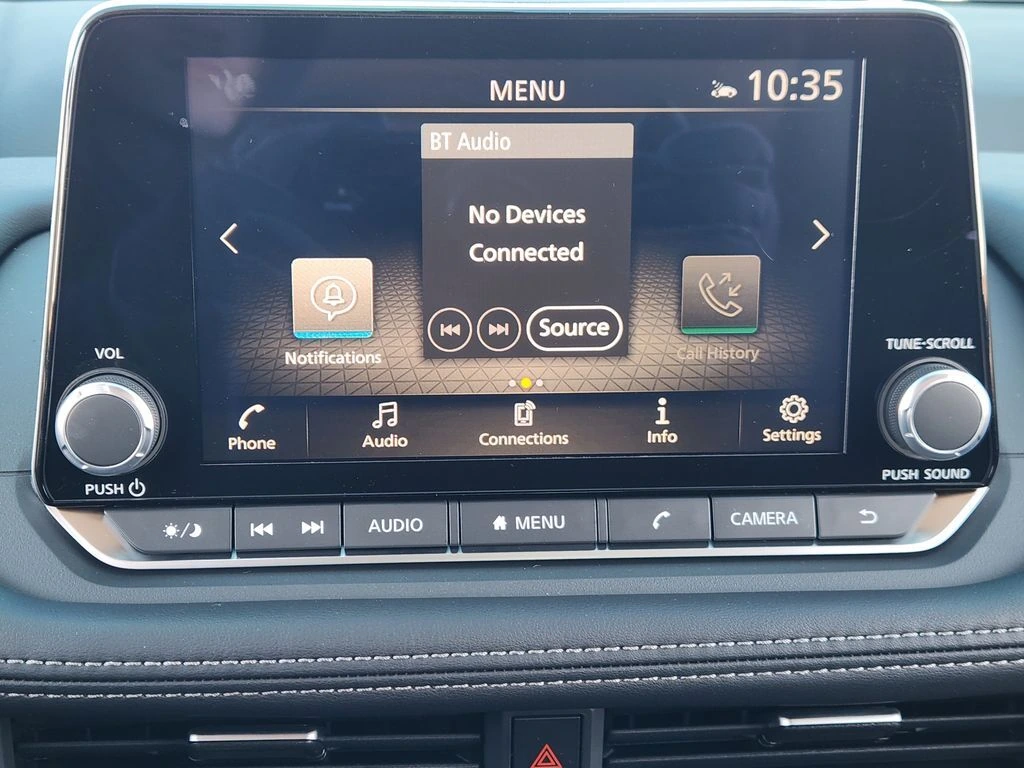 MENU
10:35
BT Audio
No Devices
Connected
Source
Notifications
Call History
VOL
TUNE·SCROLL
Phone
Audio
Connections
Info
Settings
PUSH
PUSH SOUND
AUDIO
MENU
CAMERA